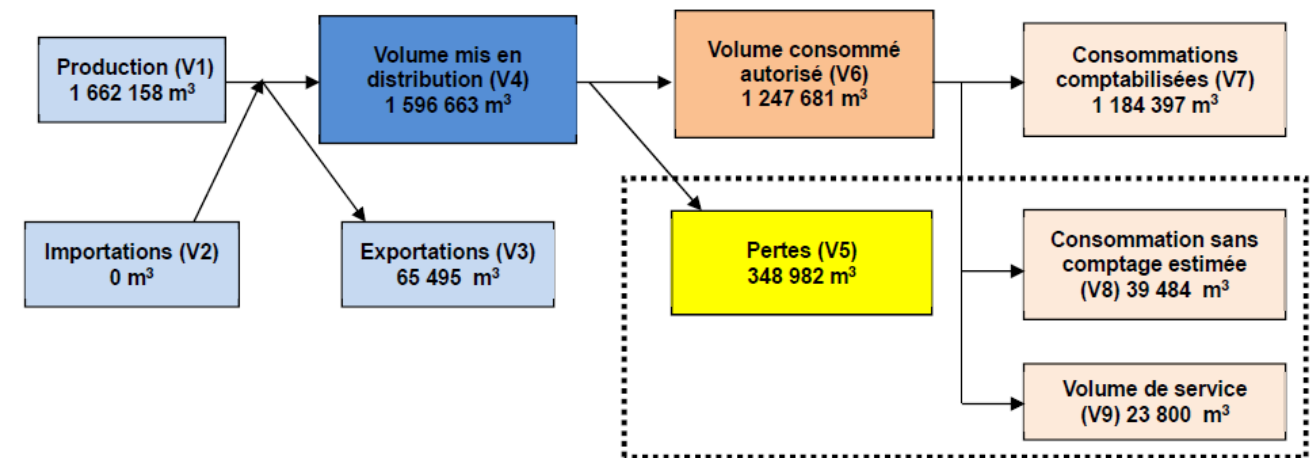 Production (V1)
1 662 158 m³
Volume mis en
distribution (V4)
1 596 663 m³
Volume consommé
autorisé (V6)
1 247 681 m³
Consommations
comptabilisées (V7)
1 184 397 m³
Importations (V2)
0 m³
Exportations (V3)
65 495 m³
Pertes (V5)
348 982 m³
Consommation sans
comptage estimée
(V8) 39 484 m³
Volume de service
(V9) 23 800 m³